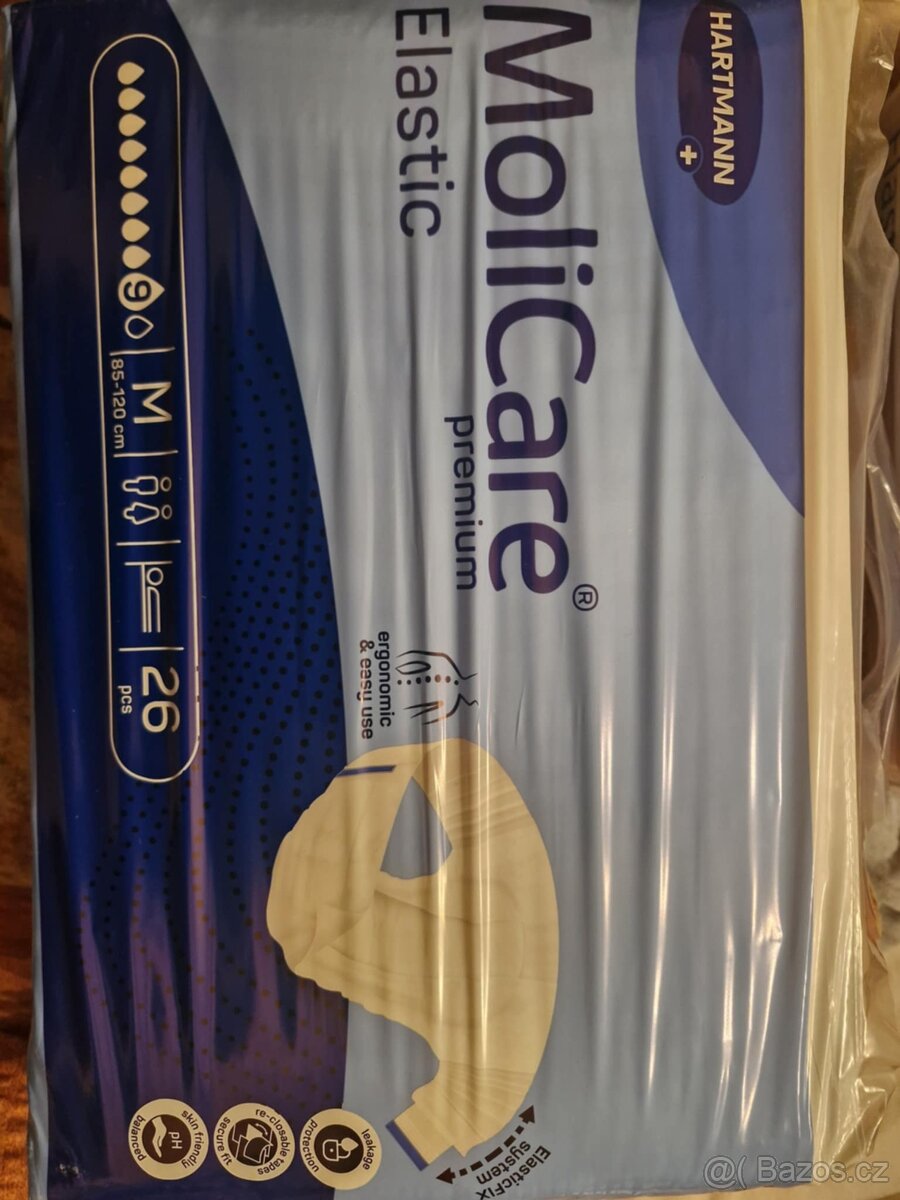 HARTMANN
MoliCare®
premium
Elastic
ergonomic
& easy use
9 M 26
85-120 cm
pcs
ElasticFIX
system
leakage
protection
re-closable tapes
secure fit
skin friendly
pH
balanced
@( Bazos.cz